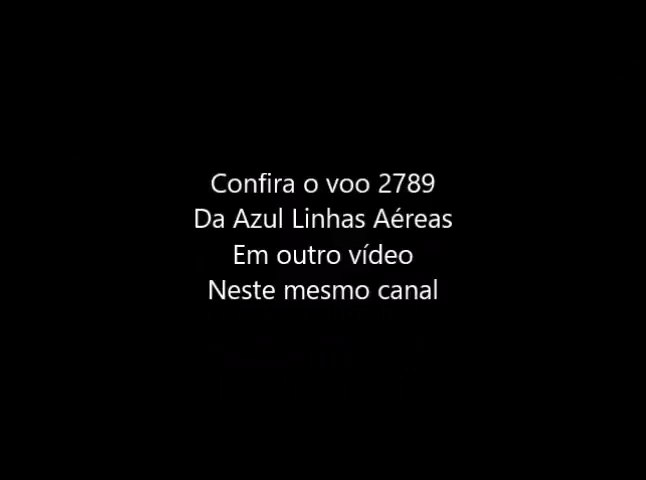 Confira o voo 2789
Da Azul Linhas Aéreas
Em outro vídeo
Neste mesmo canal